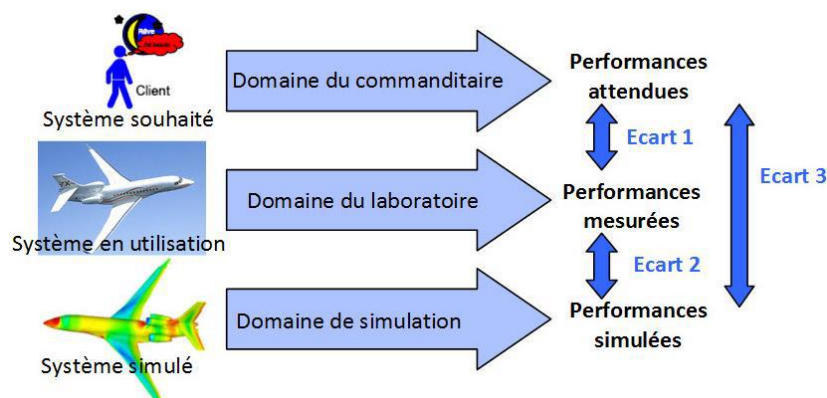 Rêve
Client
Système souhaité
Domaine du commanditaire
Performances
attendues
Ecart 1
Ecart 3
Système en utilisation
Domaine du laboratoire
Performances
mesurées
Ecart 2
Système simulé
Domaine de simulation
Performances
simulées